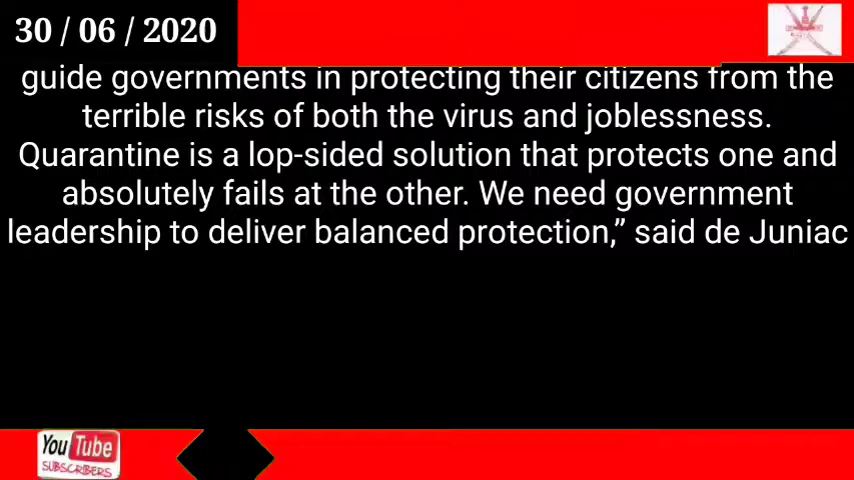 30 / 06 / 2020
guide governments in protecting their citizens from the
terrible risks of both the virus and joblessness.
Quarantine is a lop-sided solution that protects one and
absolutely fails at the other. We need government
leadership to deliver balanced protection,” said de Juniac
YouTube
SUBSCRIBERS